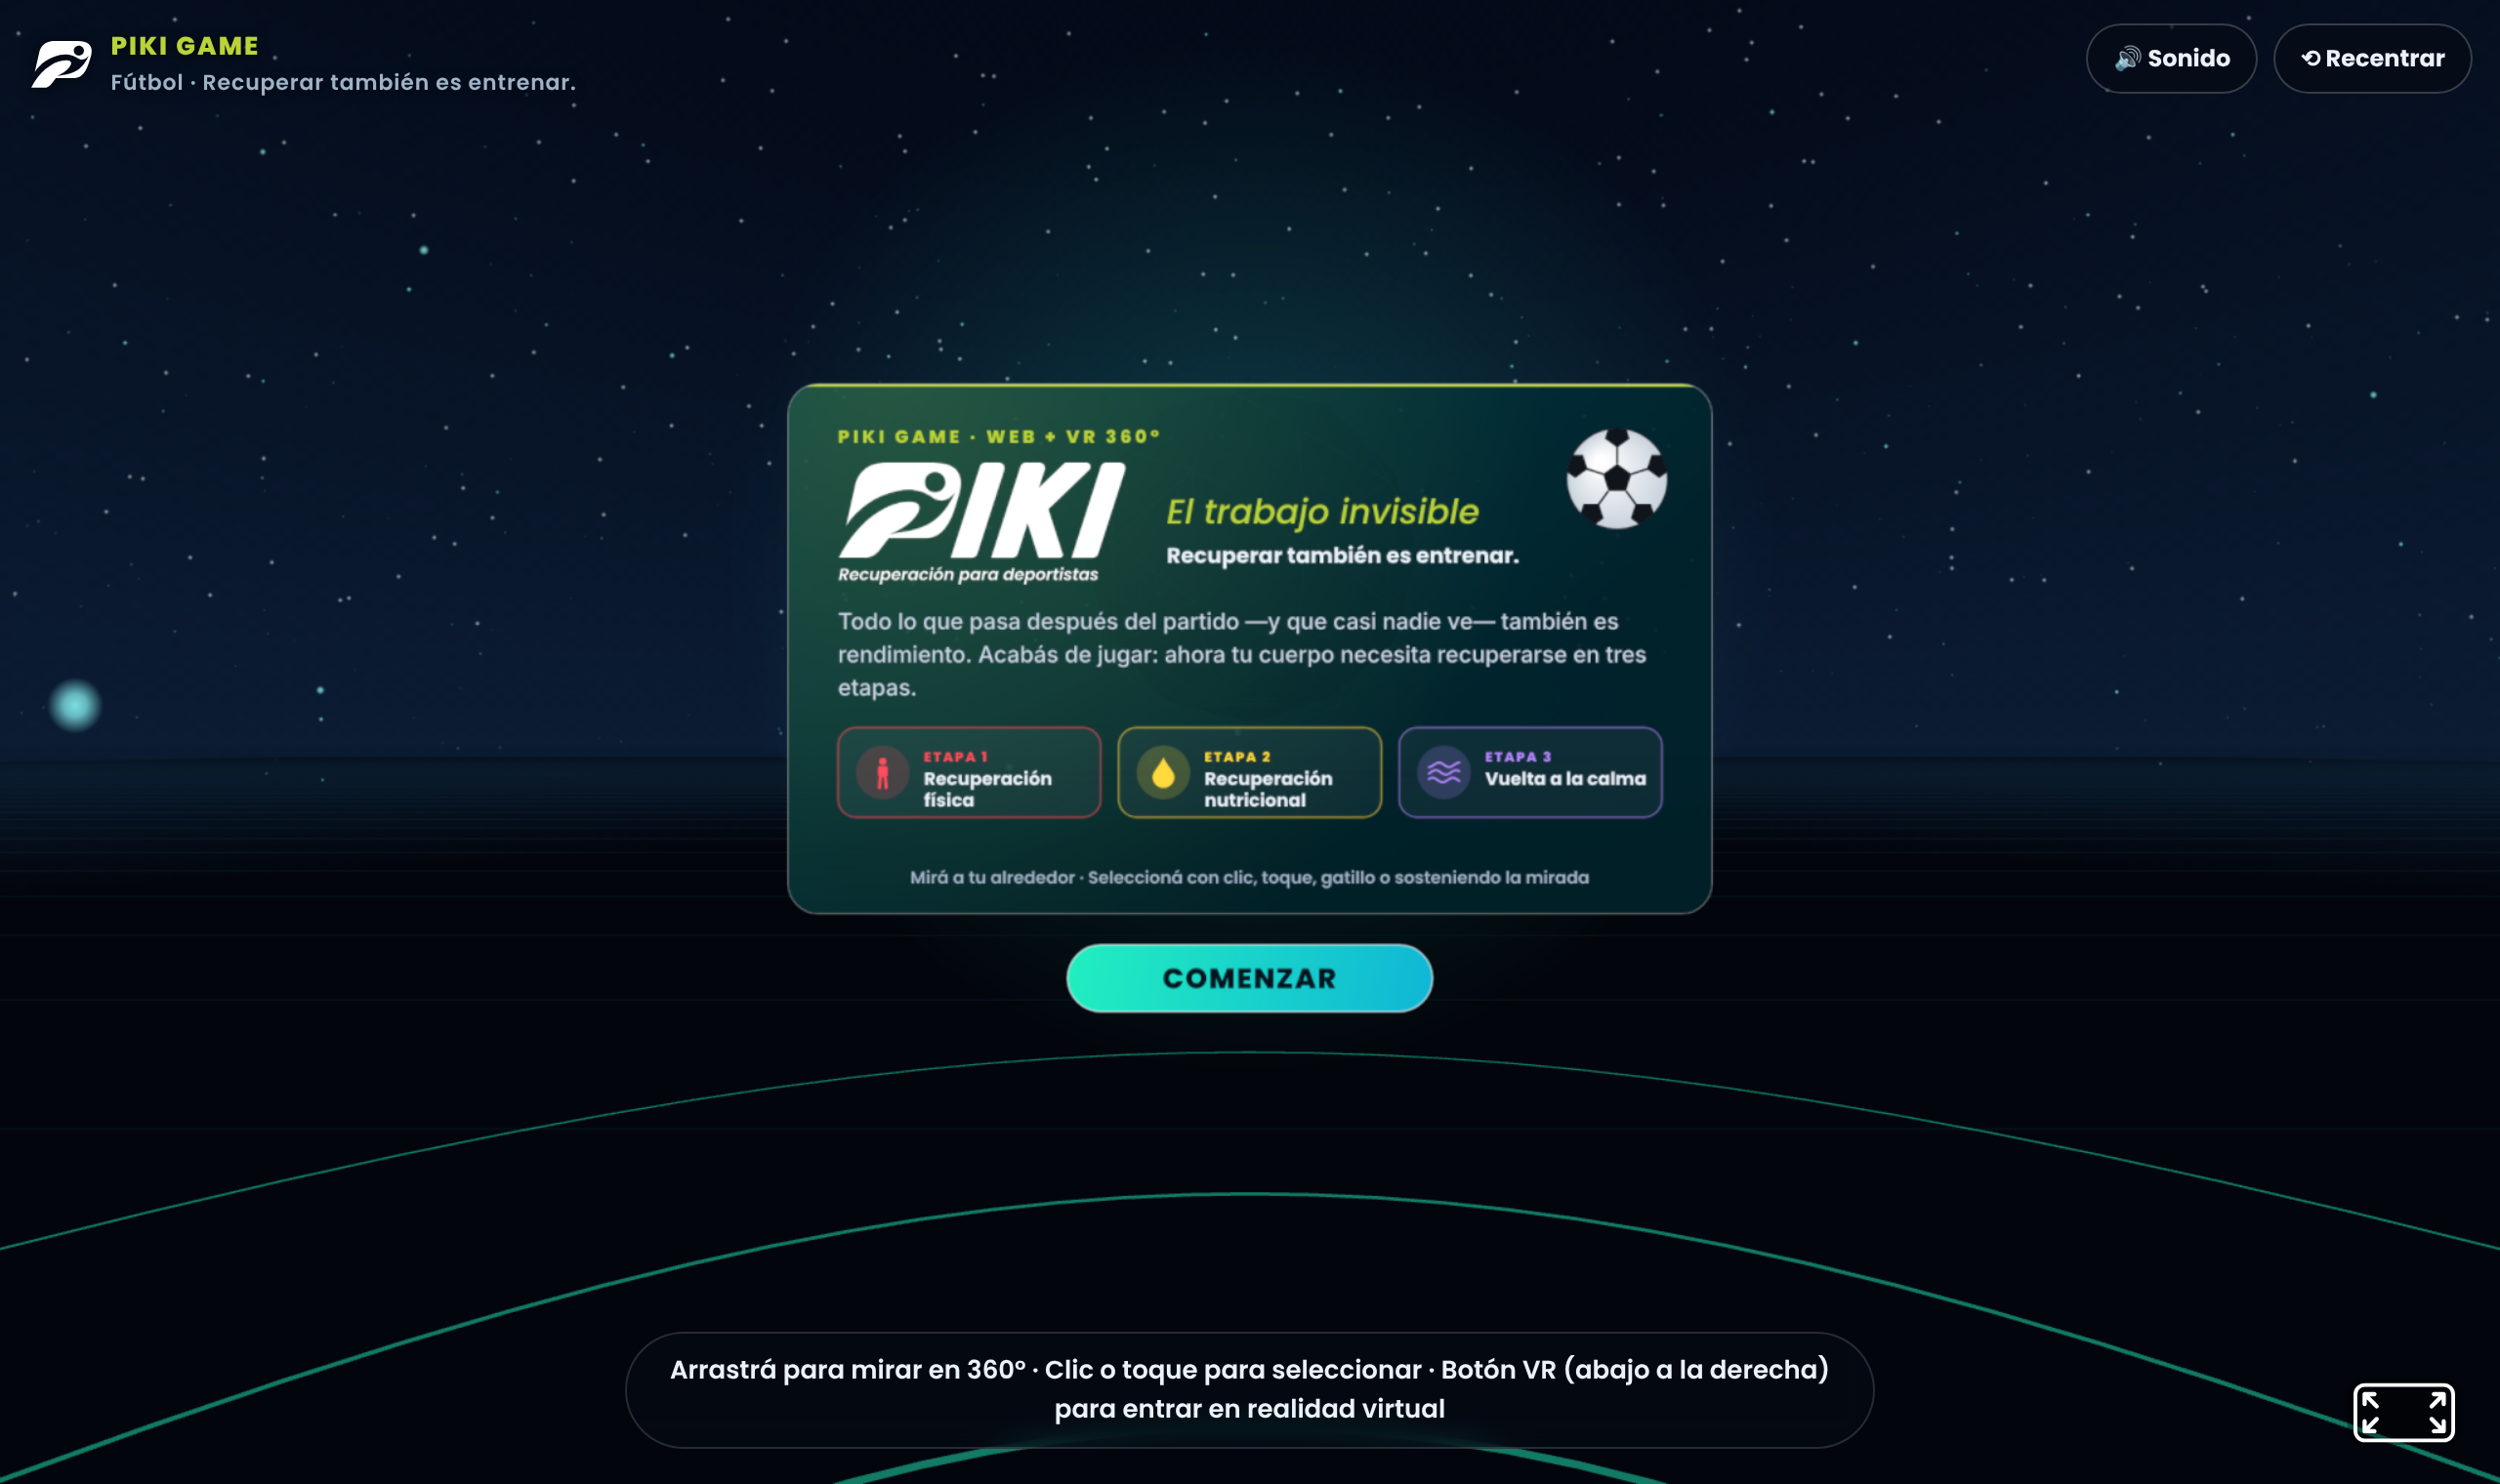 PIKI GAME
Fútbol · Recuperar también es entrenar.
🔊 Sonido
⟲ Recentrar
PIKI GAME · WEB + VR 360°
PIKI
Recuperación para deportistas
El trabajo invisible
Recuperar también es entrenar.
Todo lo que pasa después del partido —y que casi nadie ve— también es
rendimiento. Acabás de jugar: ahora tu cuerpo necesita recuperarse en tres
etapas.
ETAPA 1
Recuperación
física
ETAPA 2
Recuperación
nutricional
ETAPA 3
Vuelta a la calma
Mirá a tu alrededor · Seleccioná con clic, toque, gatillo o sosteniendo la mirada
COMENZAR
Arrastrá para mirar en 360° · Clic o toque para seleccionar · Botón VR (abajo a la derecha)
para entrar en realidad virtual